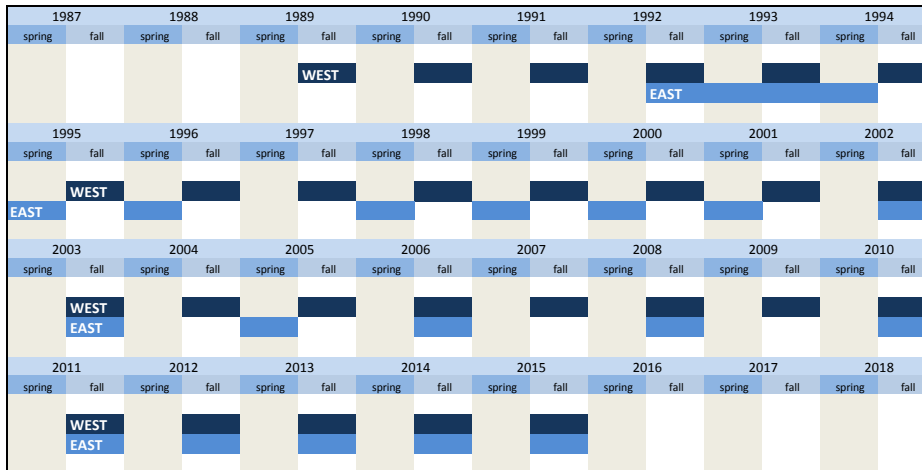 1987 1988 1989 1990 1991 1992 1993 1994
spring fall spring fall spring fall spring fall spring fall spring fall spring fall spring fall
WEST
EAST
1995 1996 1997 1998 1999 2000 2001 2002
spring fall spring fall spring fall spring fall spring fall spring fall spring fall spring fall
WEST
EAST
2003 2004 2005 2006 2007 2008 2009 2010
spring fall spring fall spring fall spring fall spring fall spring fall spring fall spring fall
WEST
EAST
2011 2012 2013 2014 2015 2016 2017 2018
spring fall spring fall spring fall spring fall spring fall spring fall spring fall spring fall
WEST
EAST